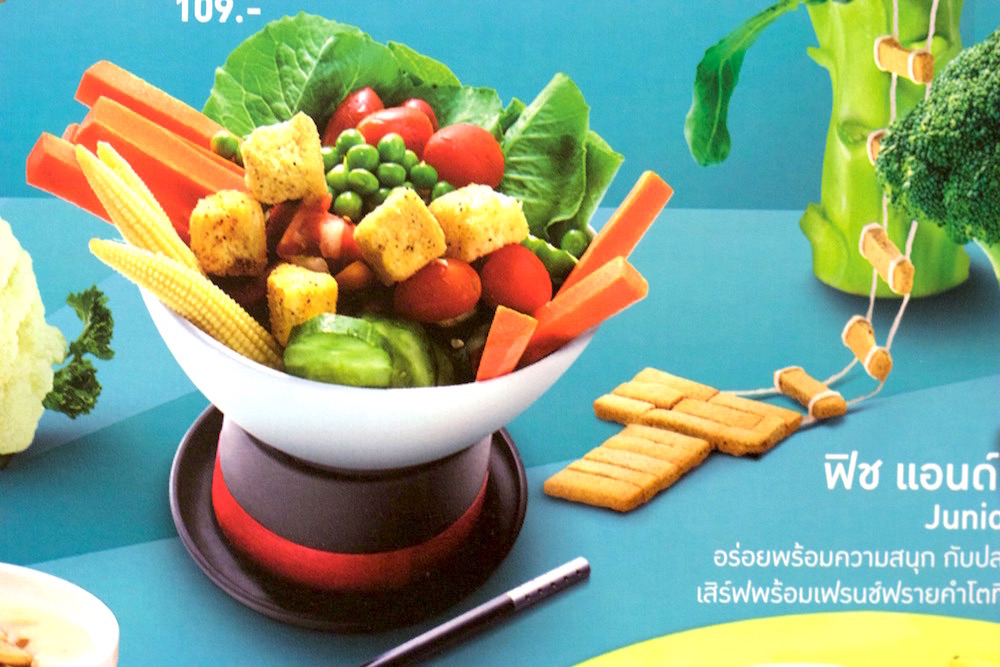 109.-
ฟิช แอนด์
Junio
อร่อยพร้อมความสนุก กับปล
เสิร์ฟพร้อมเฟรนช์ฟรายคำโตที